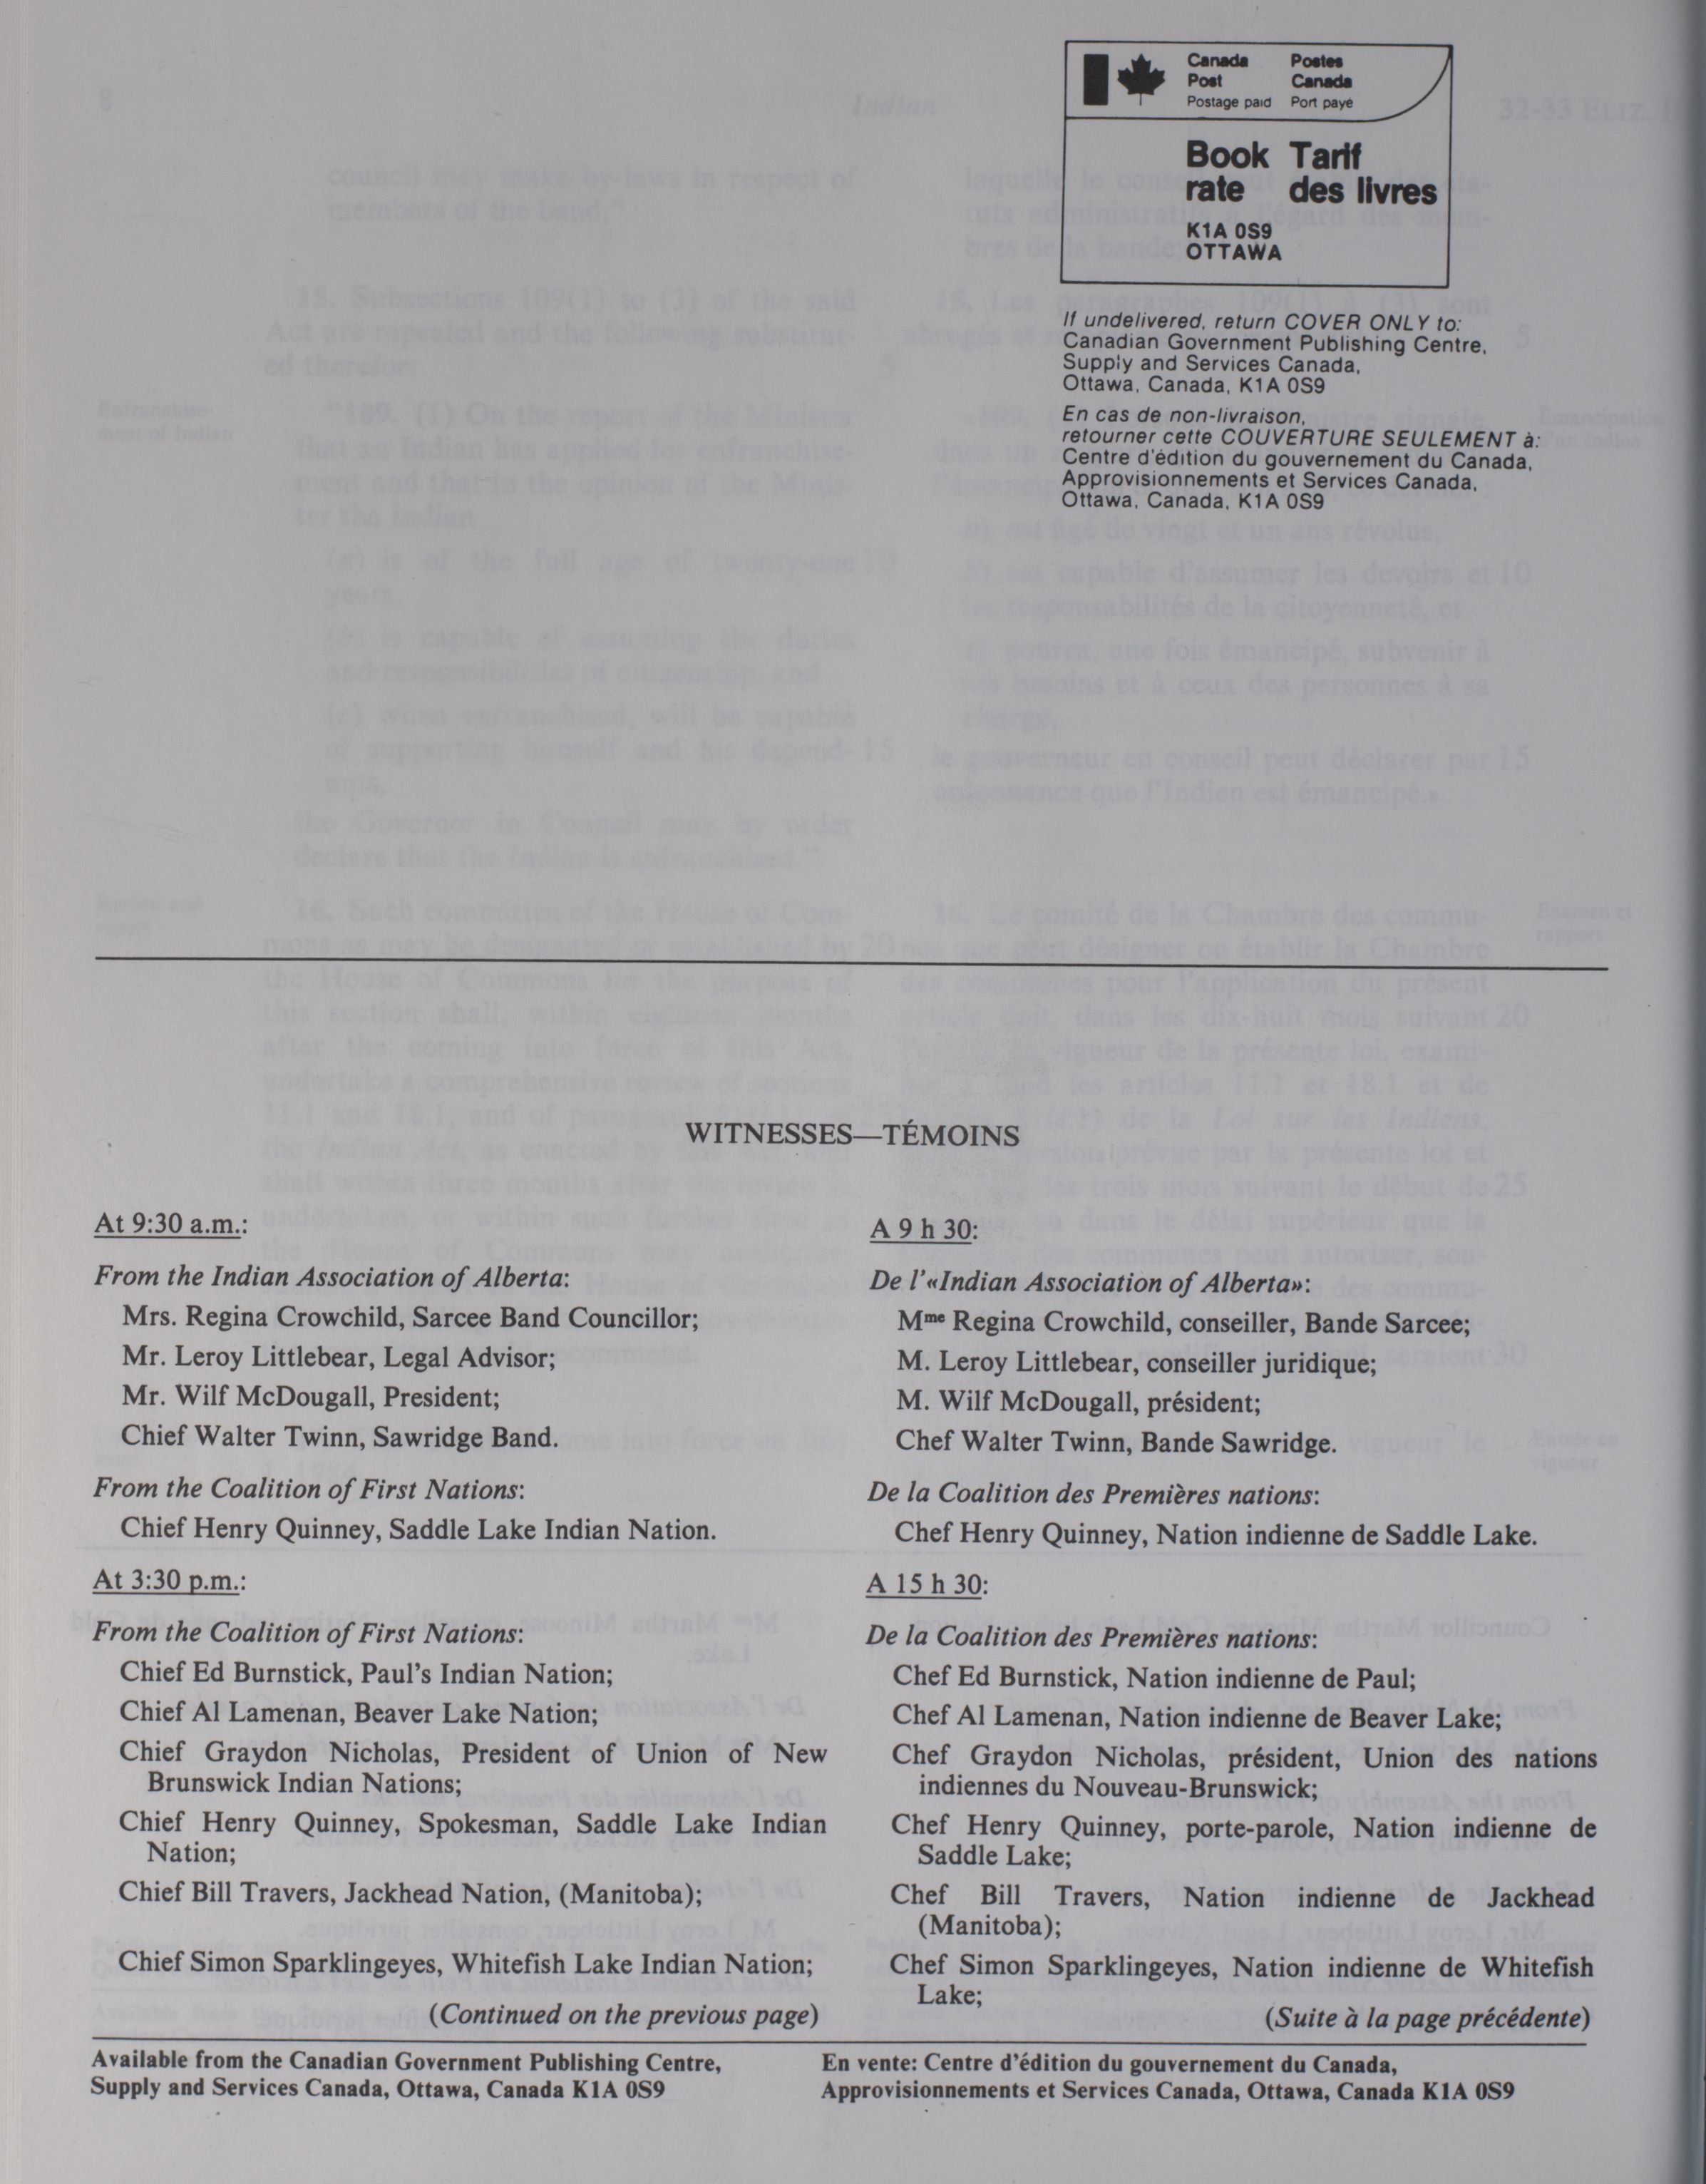 Canada Postes
Post Canada
Postage paid Port payé
Book Tarif
rate des livres
K1A 0S9
OTTAWA
If undelivered, return COVER ONLY to:
Canadian Government Publishing Centre,
Supply and Services Canada,
Ottawa, Canada, K1A 0S9
En cas de non-livraison,
retourner cette COUVERTURE SEULEMENT à:
Centre d'édition du gouvernement du Canada,
Approvisionnements et Services Canada,
Ottawa, Canada, K1A 0S9
WITNESSES—TÉMOINS
At 9:30 a.m.:
From the Indian Association of Alberta:
Mrs. Regina Crowchild, Sarcee Band Councillor;
Mr. Leroy Littlebear, Legal Advisor;
Mr. Wilf McDougall, President;
Chief Walter Twinn, Sawridge Band.
From the Coalition of First Nations:
Chief Henry Quinney, Saddle Lake Indian Nation.
At 3:30 p.m.:
From the Coalition of First Nations:
Chief Ed Burnstick, Paul's Indian Nation;
Chief Al Lamenan, Beaver Lake Nation;
Chief Graydon Nicholas, President of Union of New
Brunswick Indian Nations;
Chief Henry Quinney, Spokesman, Saddle Lake Indian
Nation;
Chief Bill Travers, Jackhead Nation, (Manitoba);
Chief Simon Sparklingeyes, Whitefish Lake Indian Nation;
(Continued on the previous page)
A 9 h 30:
De l'«Indian Association of Alberta»:
Mme Regina Crowchild, conseiller, Bande Sarcee;
M. Leroy Littlebear, conseiller juridique;
M. Wilf McDougall, président;
Chef Walter Twinn, Bande Sawridge.
De la Coalition des Premières nations:
Chef Henry Quinney, Nation indienne de Saddle Lake.
A 15 h 30:
De la Coalition des Premières nations:
Chef Ed Burnstick, Nation indienne de Paul;
Chef Al Lamenan, Nation indienne de Beaver Lake;
Chef Graydon Nicholas, président, Union des nations
indiennes du Nouveau-Brunswick;
Chef Henry Quinney, porte-parole, Nation indienne de
Saddle Lake;
Chef Bill Travers, Nation indienne de Jackhead
(Manitoba);
Chef Simon Sparklingeyes, Nation indienne de Whitefish
Lake;
(Suite à la page précédente)
Available from the Canadian Government Publishing Centre,
Supply and Services Canada, Ottawa, Canada K1A 0S9
En vente: Centre d'édition du gouvernement du Canada,
Approvisionnements et Services Canada, Ottawa, Canada K1A 0S9